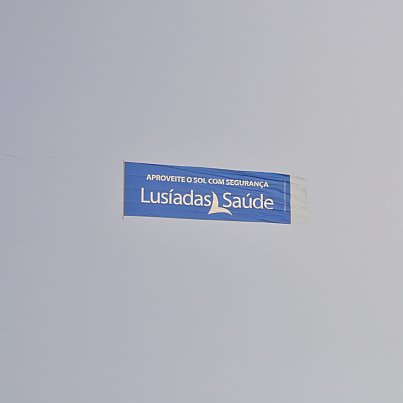 APROVEITE O SOL COM SEGURANÇA
Lusíadas Saúde